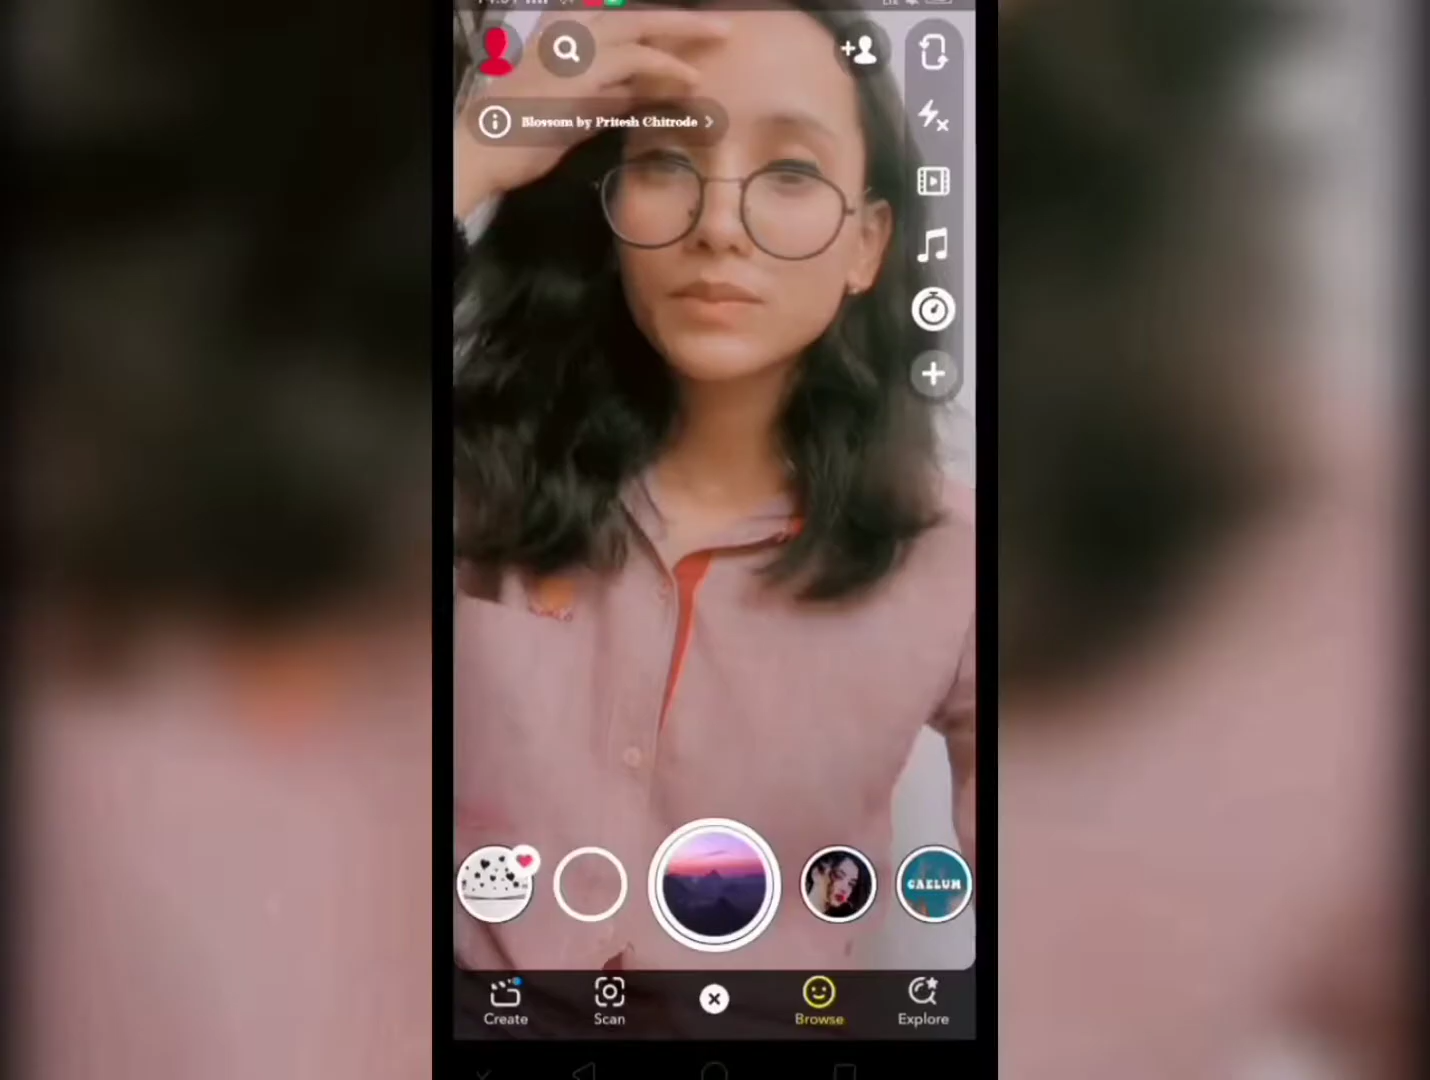 Blossom by Pritesh Chitrode
CAELUM
Create
Scan
Browse
Explore